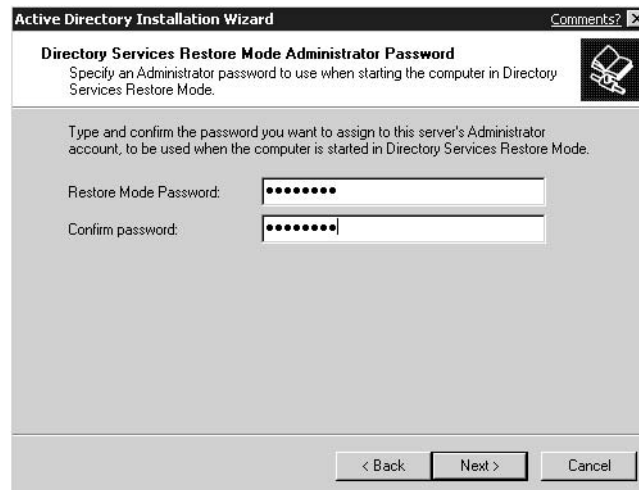 Active Directory Installation Wizard
Comments?
Directory Services Restore Mode Administrator Password
Specify an Administrator password to use when starting the computer in Directory
Services Restore Mode.
Type and confirm the password you want to assign to this server's Administrator
account, to be used when the computer is started in Directory Services Restore Mode.
Restore Mode Password: ●●●●●●●●
Confirm password: ●●●●●●●●
< Back
Next >
Cancel